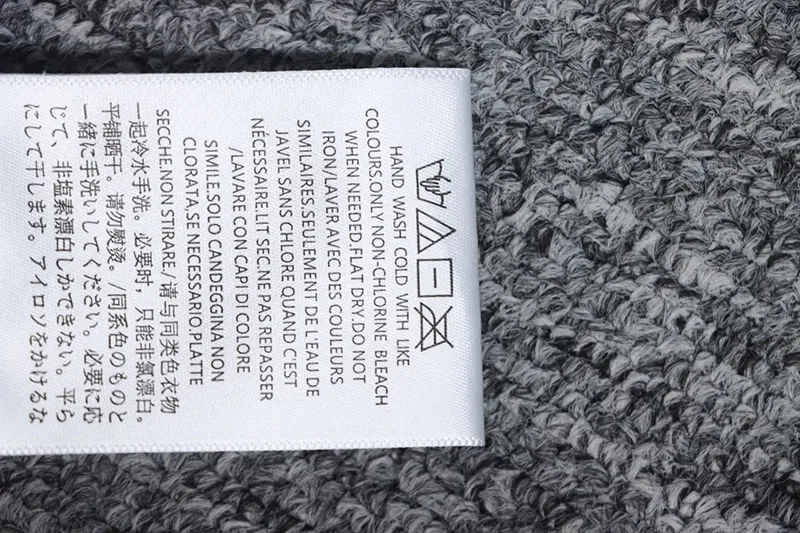 HAND WASH COLD WITH LIKE
COLOURS.ONLY NON-CHLORINE BLEACH
WHEN NEEDED.FLAT DRY.DO NOT
IRON/LAVER AVEC DES COULEURS
SIMILAIRES.SEULEMENT DE L'EAU DE
JAVEL SANS CHLORE QUAND C'EST
NÉCESSAIRE.LIT SEC.NE PAS REPASSER
/LAVARE CON CAPI DI COLORE
SIMILE.SOLO CANDEGGINA NON
CLORATA.SE NECESSARIO.PLATTE
SECCHE.NON STIRARE/请与同类色衣物
一起冷水手洗。必要时，只能非氯漂白。
平铺晒干。请勿熨烫。/同系色のものと
一緒に手洗いしてください。必要に応
じて、非塩素漂白しかできない。平ら
にして干します。アイロンをかけるな